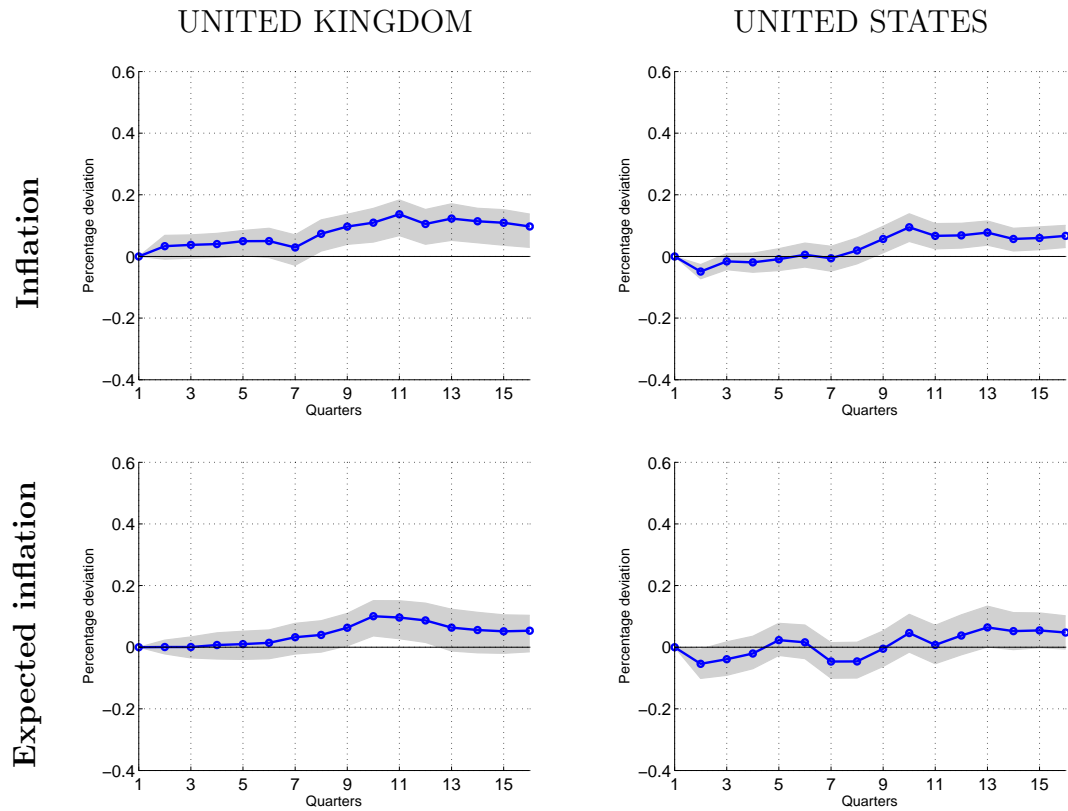 UNITED KINGDOM
UNITED STATES
Inflation
Percentage deviation
0.6
0.4
0.2
0
−0.2
−0.4
1 3 5 7 9 11 13 15
Quarters
Percentage deviation
0.6
0.4
0.2
0
−0.2
−0.4
1 3 5 7 9 11 13 15
Quarters
Expected inflation
Percentage deviation
0.6
0.4
0.2
0
−0.2
−0.4
1 3 5 7 9 11 13 15
Quarters
Percentage deviation
0.6
0.4
0.2
0
−0.2
−0.4
1 3 5 7 9 11 13 15
Quarters